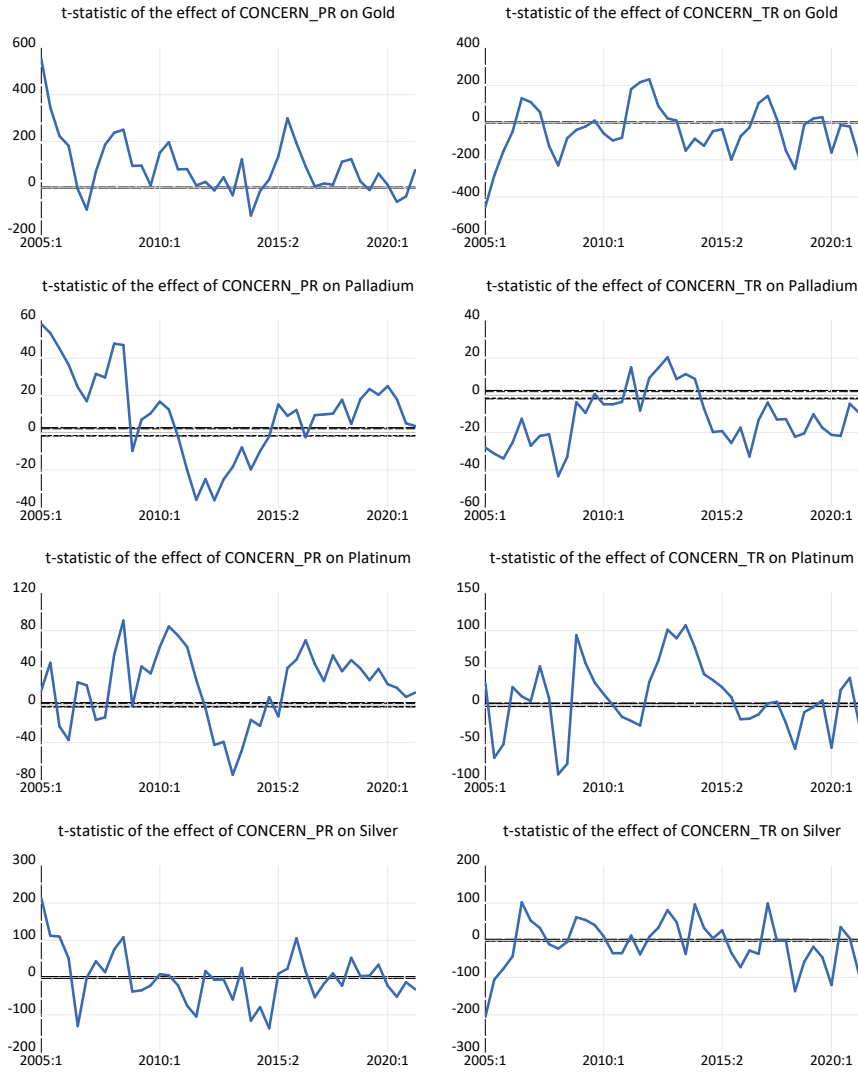 t-statistic of the effect of CONCERN_PR on Gold
600
400
200
0
-200
2005:1 2010:1 2015:2 2020:1
t-statistic of the effect of CONCERN_TR on Gold
400
200
0
-200
-400
-600
2005:1 2010:1 2015:2 2020:1
t-statistic of the effect of CONCERN_PR on Palladium
60
40
20
0
-20
-40
2005:1 2010:1 2015:2 2020:1
t-statistic of the effect of CONCERN_TR on Palladium
40
20
0
-20
-40
-60
2005:1 2010:1 2015:2 2020:1
t-statistic of the effect of CONCERN_PR on Platinum
120
80
40
0
-40
-80
2005:1 2010:1 2015:2 2020:1
t-statistic of the effect of CONCERN_TR on Platinum
150
100
50
0
-50
-100
2005:1 2010:1 2015:2 2020:1
t-statistic of the effect of CONCERN_PR on Silver
300
200
100
0
-100
-200
2005:1 2010:1 2015:2 2020:1
t-statistic of the effect of CONCERN_TR on Silver
200
100
0
-100
-200
-300
2005:1 2010:1 2015:2 2020:1